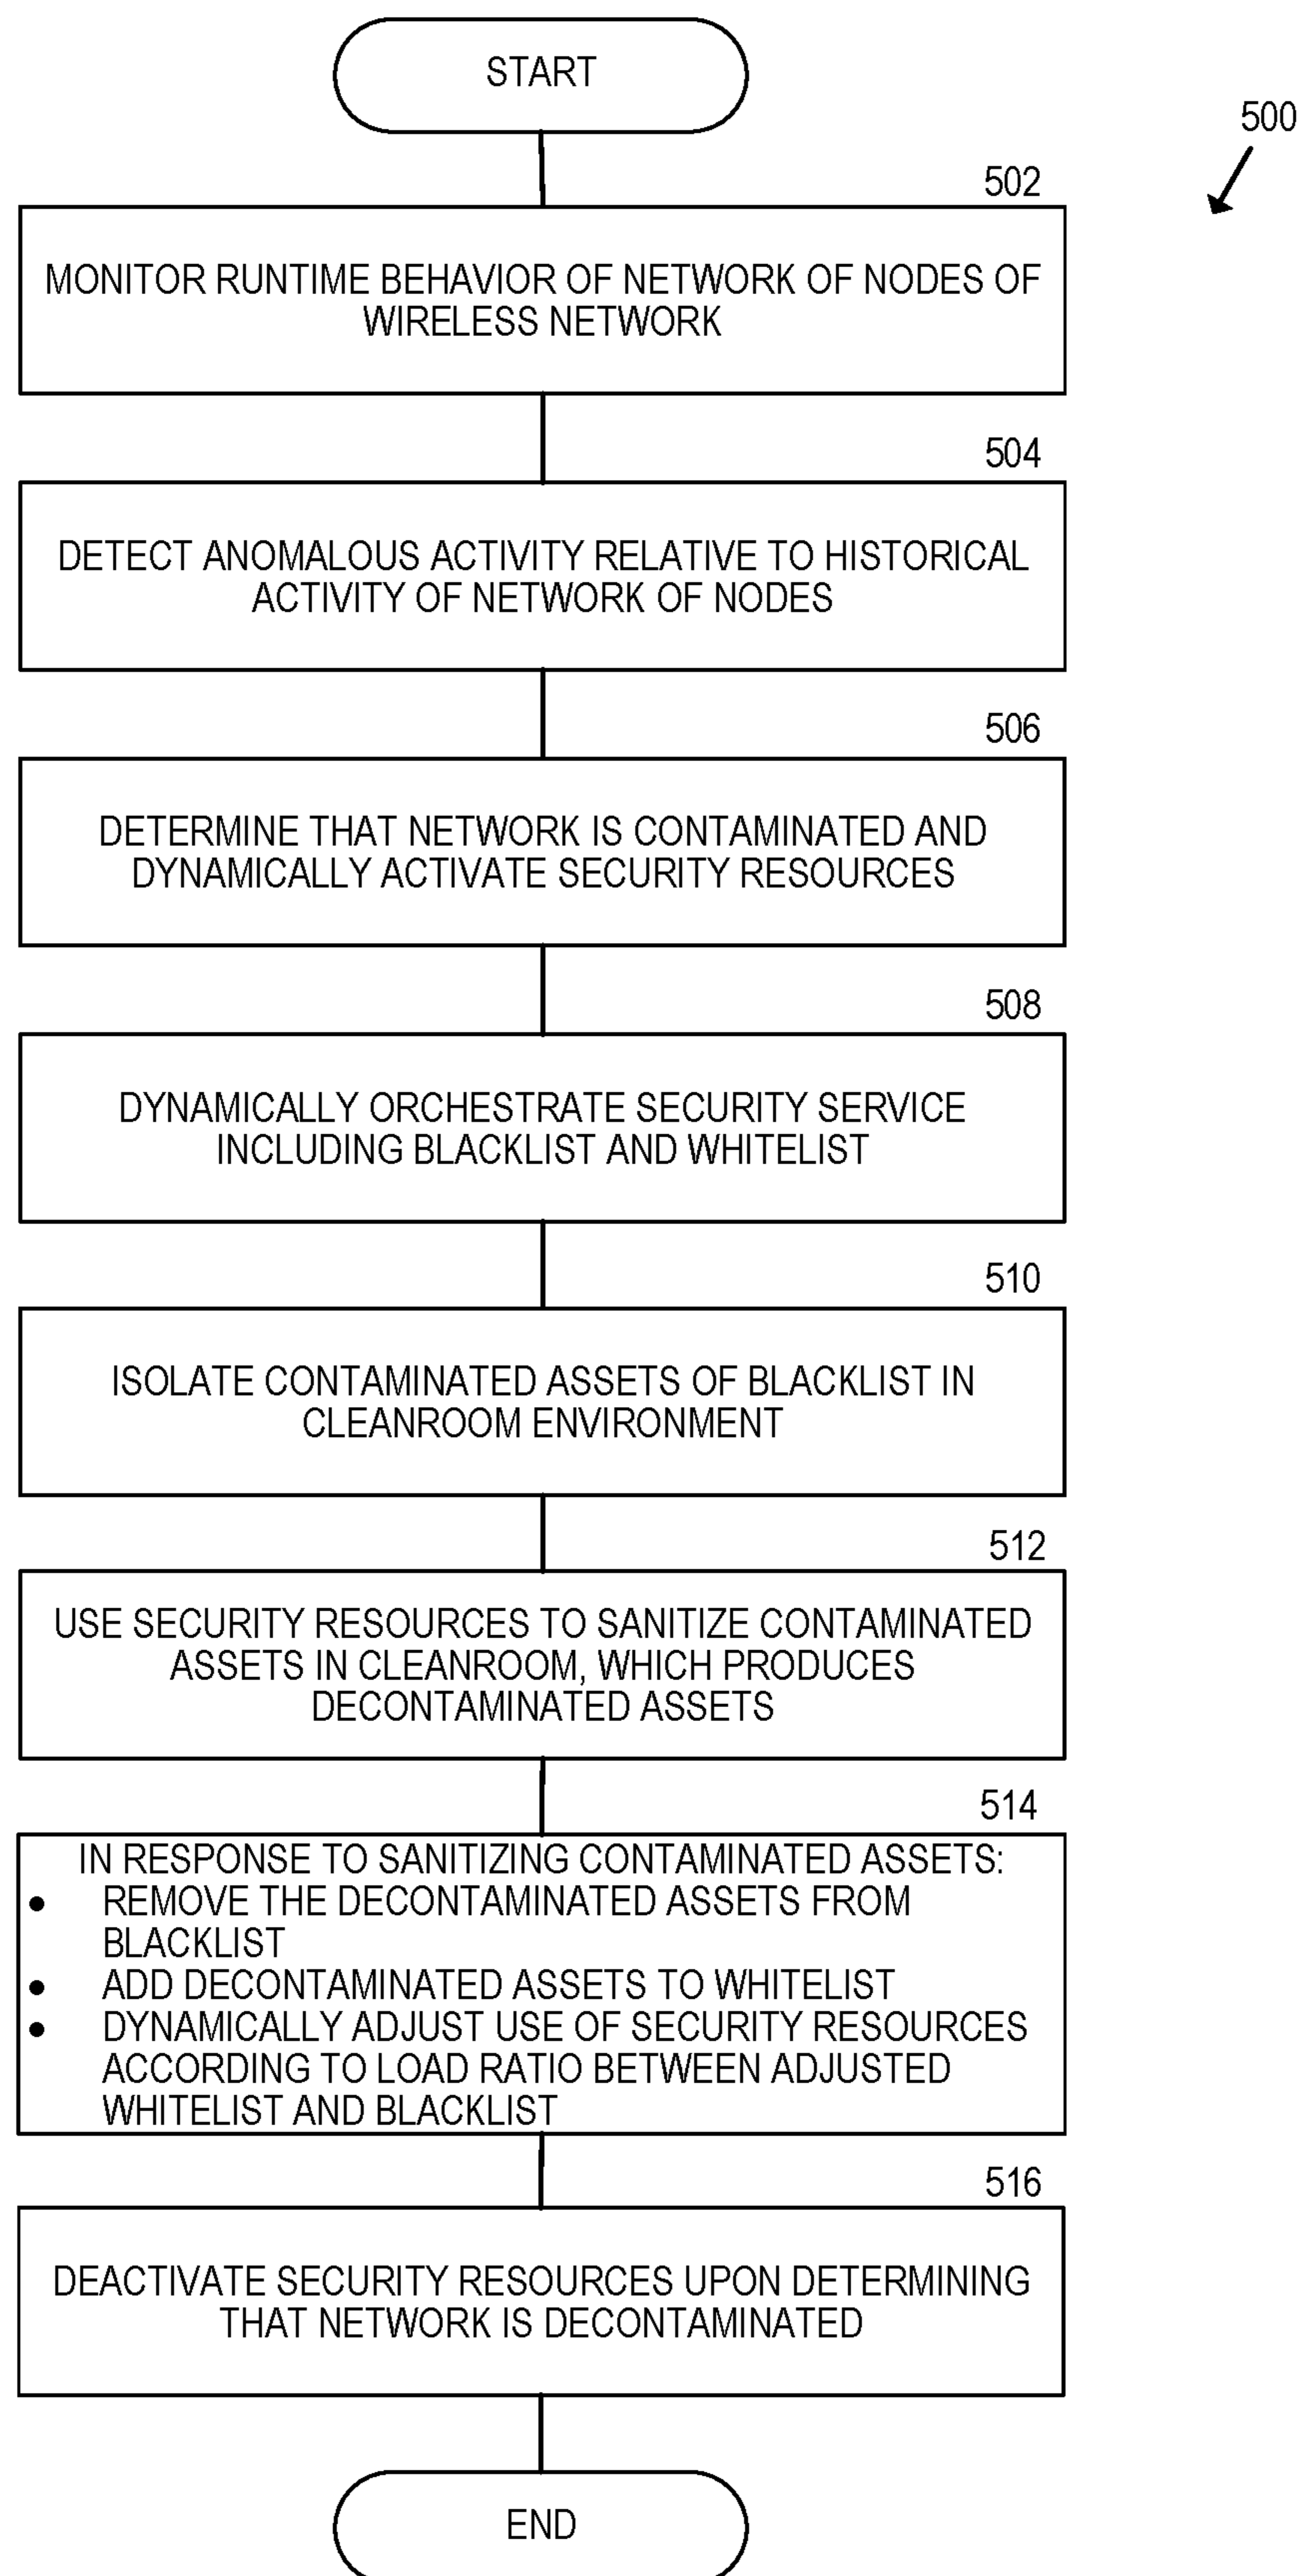 START
500
502
MONITOR RUNTIME BEHAVIOR OF NETWORK OF NODES OF
WIRELESS NETWORK
504
DETECT ANOMALOUS ACTIVITY RELATIVE TO HISTORICAL
ACTIVITY OF NETWORK OF NODES
506
DETERMINE THAT NETWORK IS CONTAMINATED AND
DYNAMICALLY ACTIVATE SECURITY RESOURCES
508
DYNAMICALLY ORCHESTRATE SECURITY SERVICE
INCLUDING BLACKLIST AND WHITELIST
510
ISOLATE CONTAMINATED ASSETS OF BLACKLIST IN
CLEANROOM ENVIRONMENT
512
USE SECURITY RESOURCES TO SANITIZE CONTAMINATED
ASSETS IN CLEANROOM, WHICH PRODUCES
DECONTAMINATED ASSETS
514
IN RESPONSE TO SANITIZING CONTAMINATED ASSETS:
• REMOVE THE DECONTAMINATED ASSETS FROM
BLACKLIST
• ADD DECONTAMINATED ASSETS TO WHITELIST
• DYNAMICALLY ADJUST USE OF SECURITY RESOURCES
ACCORDING TO LOAD RATIO BETWEEN ADJUSTED
WHITELIST AND BLACKLIST
516
DEACTIVATE SECURITY RESOURCES UPON DETERMINING
THAT NETWORK IS DECONTAMINATED
END